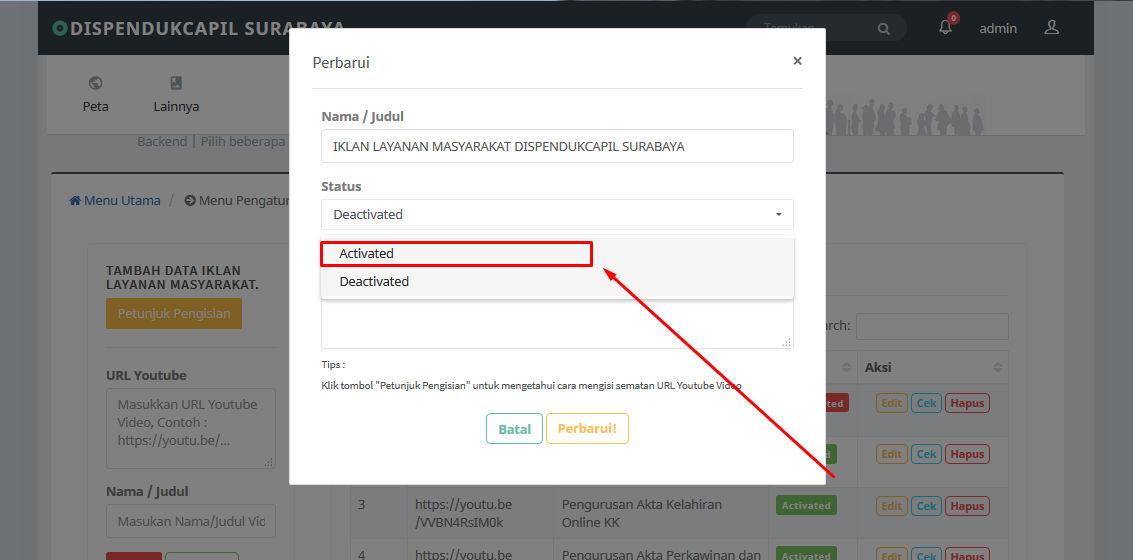 DISPENDUKCAPIL SURABAYA
Temukan
0
admin
Peta
Lainnya
Backend | Pilih beberapa
Menu Utama / Menu Pengatur
Perbarui
×
Nama / Judul
IKLAN LAYANAN MASYARAKAT DISPENDUKCAPIL SURABAYA
Status
Deactivated
Activated
Deactivated
Tips :
Klik tombol "Petunjuk Pengisian" untuk mengetahui cara mengisi sematan URL Youtube Video
Batal
Perbarui!
TAMBAH DATA IKLAN
LAYANAN MASYARAKAT.
Petunjuk Pengisian
URL Youtube
Masukkan URL Youtube
Video, Contoh :
https://youtu.be/...
Nama / Judul
Masukan Nama/Judul Vid
rch:
Aksi
ted
Edit Cek Hapus
d
Edit Cek Hapus
3 https://youtu.be Pengurusan Akta Kelahiran Activated Edit Cek Hapus
/VVBN4RsIM0k Online KK
4 https://youtu.be Pengurusan Akta Perkawinan dan Activated Edit Cek Hapus